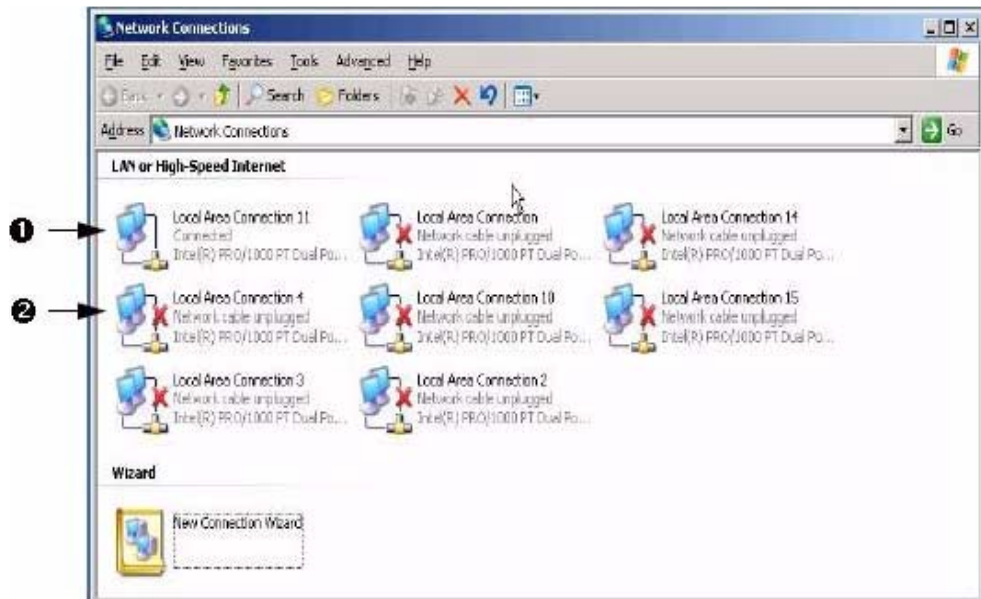 Network Connections
File Edit View Favorites Tools Advanced Help
Back Search Folders
Address Network Connections Go
LAN or High-Speed Internet
1
Local Area Connection 11
Connected
Intel(R) PRO/1000 PT Dual Po...
Local Area Connection
Network cable unplugged
Intel(R) PRO/1000 PT Dual Po...
Local Area Connection 14
Network cable unplugged
Intel(R) PRO/1000 PT Dual Po...
2
Local Area Connection 4
Network cable unplugged
Intel(R) PRO/1000 PT Dual Po...
Local Area Connection 10
Network cable unplugged
Intel(R) PRO/1000 PT Dual Po...
Local Area Connection 15
Network cable unplugged
Intel(R) PRO/1000 PT Dual Po...
Local Area Connection 3
Network cable unplugged
Intel(R) PRO/1000 PT Dual Po...
Local Area Connection 2
Network cable unplugged
Intel(R) PRO/1000 PT Dual Po...
Wizard
New Connection Wizard